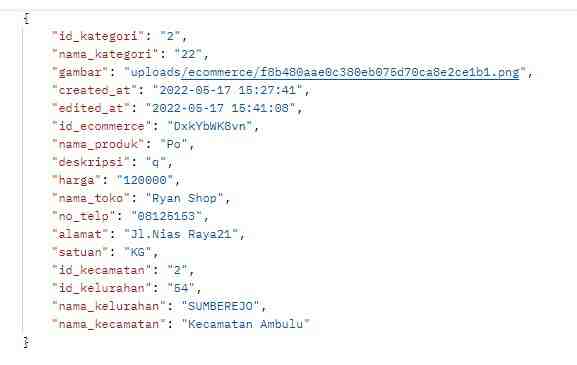 {
"id_kategori": "2",
"nama_kategori": "22",
"gambar": "uploads/ecommerce/f8b480aae0c380eb075d70ca8e2ce1b1.png",
"created_at": "2022-05-17 15:27:41",
"edited_at": "2022-05-17 15:41:08",
"id_ecommerce": "DxkYbWK8vn",
"nama_produk": "Po",
"deskripsi": "q",
"harga": "120000",
"nama_toko": "Ryan Shop",
"no_telp": "08125153",
"alamat": "Jl.Nias Raya21",
"satuan": "KG",
"id_kecamatan": "2",
"id_kelurahan": "54",
"nama_kelurahan": "SUMBEREJO",
"nama_kecamatan": "Kecamatan Ambulu"
}